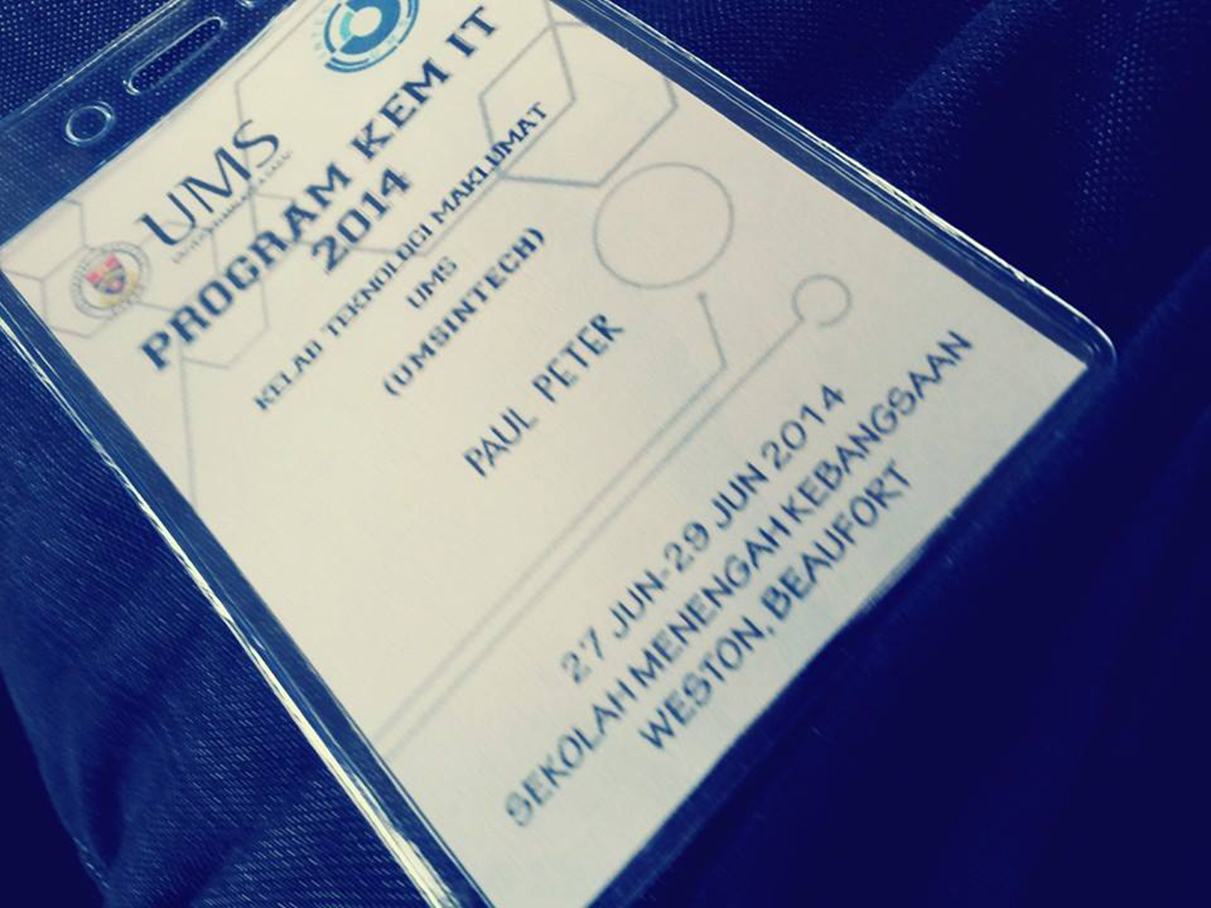 UMS
PROGRAM KEM IT
2014
KELAB TEKNOLOGI MAKLUMAT
UMS
(UMSINTECH)
PAUL PETER
27 JUN-29 JUN 2014
SEKOLAH MENENGAH KEBANGSAAN
WESTON, BEAUFORT